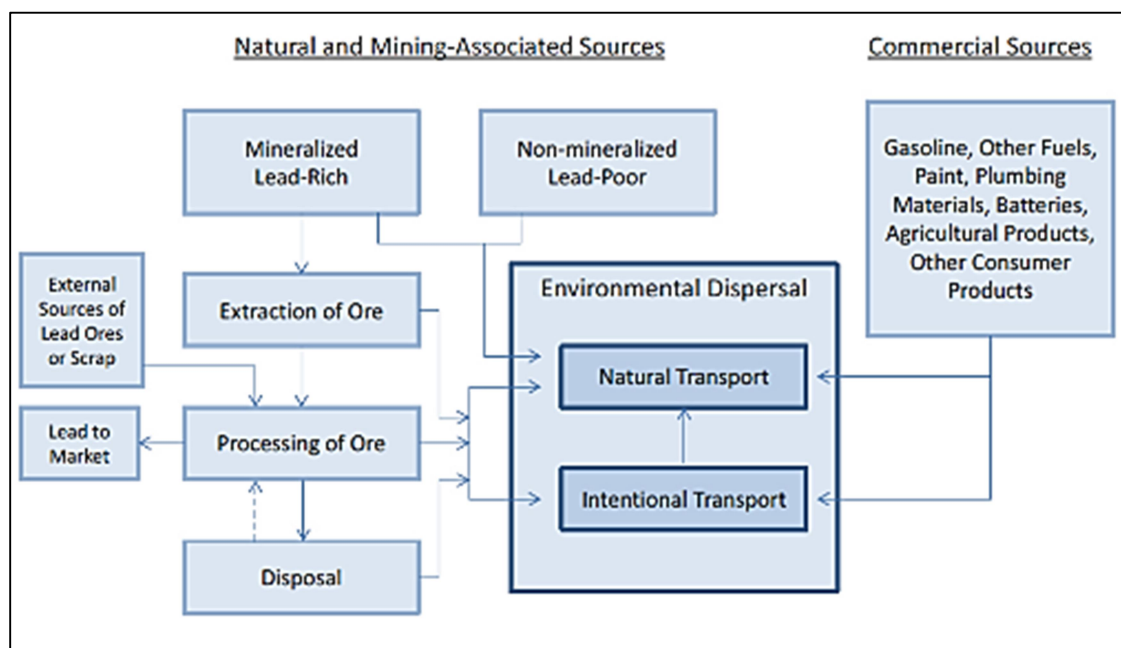 Natural and Mining-Associated Sources
Commercial Sources
Mineralized
Lead-Rich
Non-mineralized
Lead-Poor
Gasoline, Other Fuels,
Paint, Plumbing
Materials, Batteries,
Agricultural Products,
Other Consumer
Products
External
Sources of
Lead Ores
or Scrap
Extraction of Ore
Environmental Dispersal
Natural Transport
Lead to
Market
Processing of Ore
Intentional Transport
Disposal